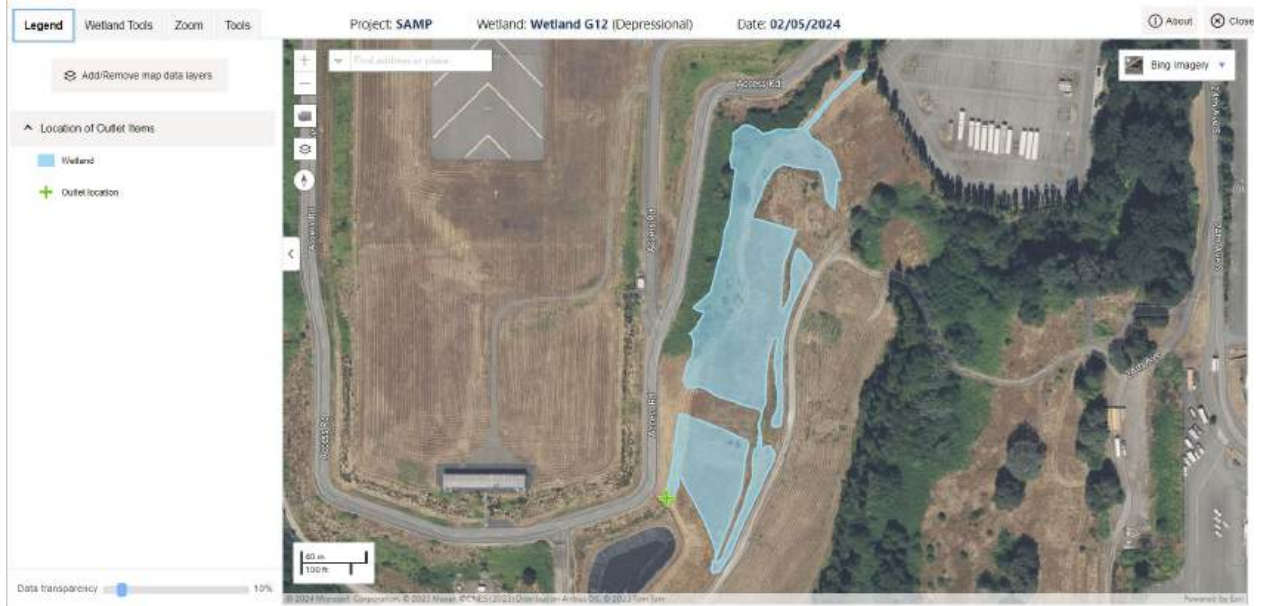 Legend
Wetland Tools
Zoom
Tools
Project: SAMP
Wetland: Wetland G12 (Depressional)
Date: 02/05/2024
About
Close
Add/Remove map data layers
Location of Outlet Items
Wetland
Outlet location
Data transparency
10%
Find address or place
Bing Imagery
Access Rd
Access Rd
Access Rd
Access Rd
Access Rd
60 m
100 ft
Powered by Esri